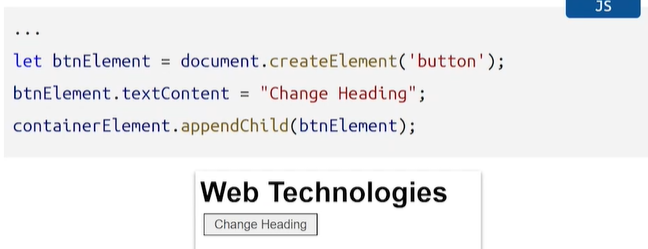 JS
...
let btnElement = document.createElement('button');
btnElement.textContent = "Change Heading";
containerElement.appendChild(btnElement);
Web Technologies
Change Heading